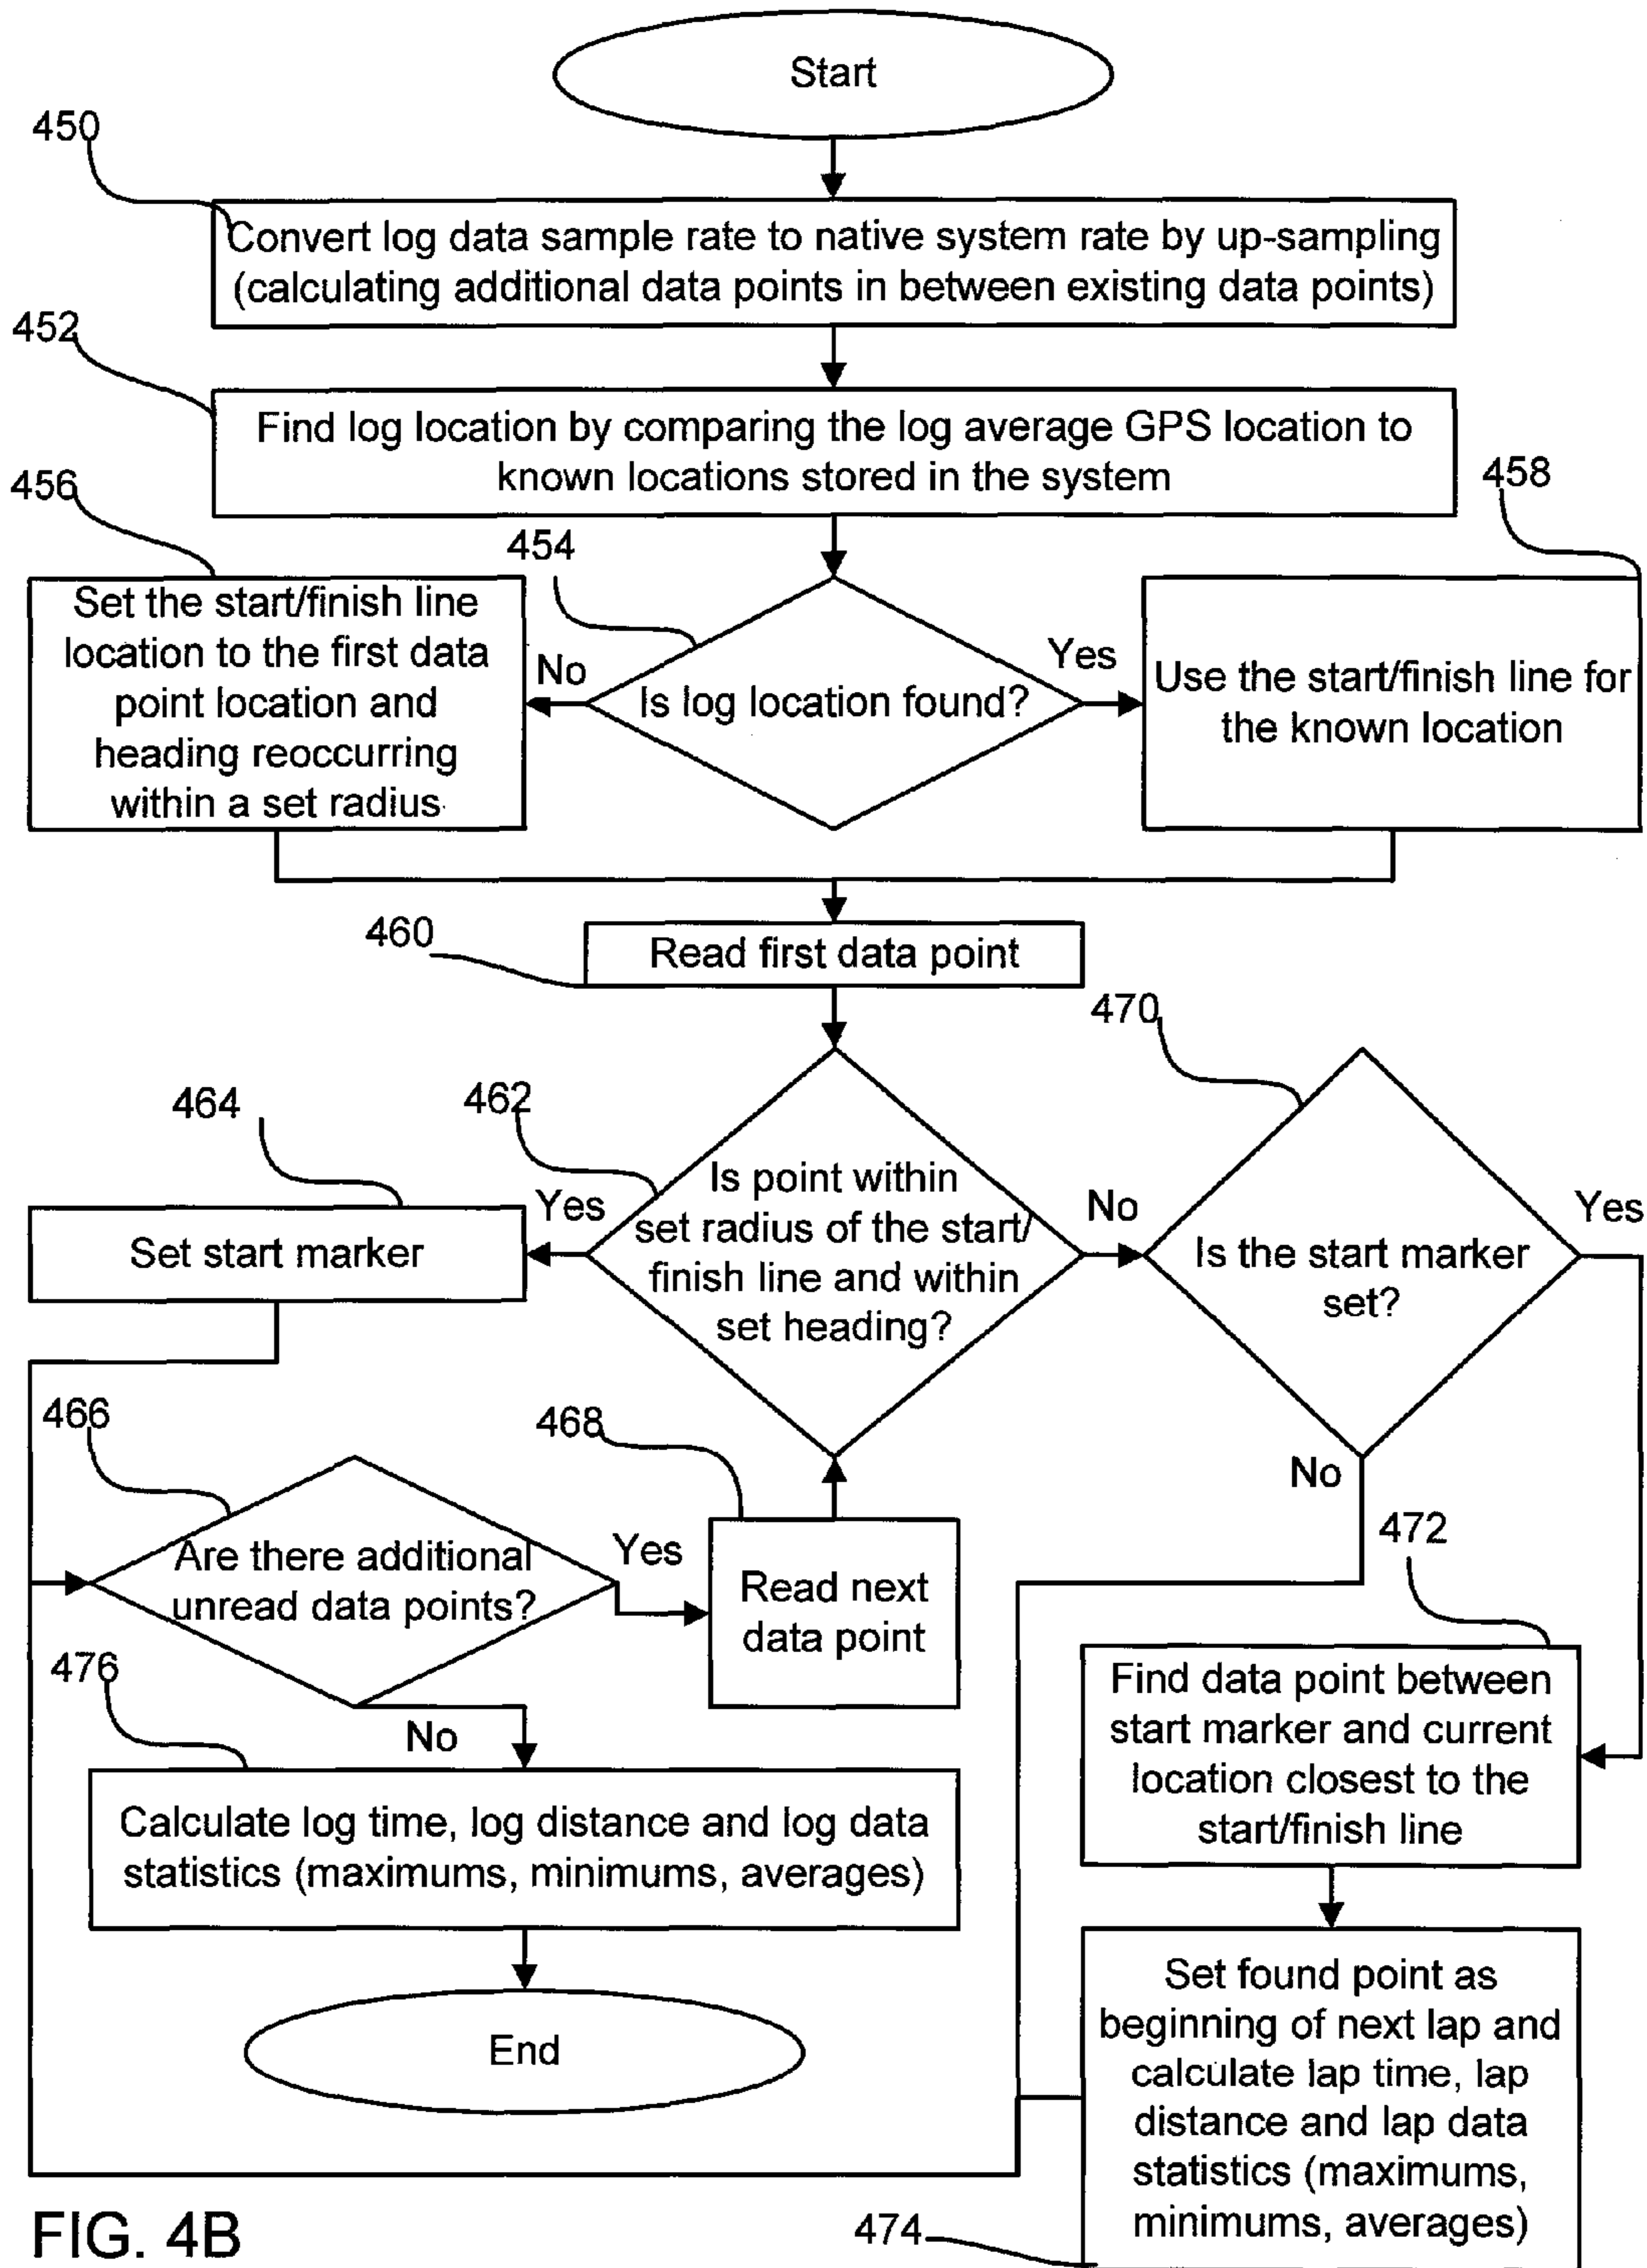 Start
450
Convert log data sample rate to native system rate by up-sampling
(calculating additional data points in between existing data points)
452
Find log location by comparing the log average GPS location to
known locations stored in the system
456
Set the start/finish line
location to the first data
point location and
heading reoccurring
within a set radius
454
No
Is log location found?
Yes
458
Use the start/finish line for
the known location
460
Read first data point
470
464
462
Set start marker
Yes
Is point within
set radius of the start/
finish line and within
set heading?
No
Is the start marker
set?
Yes
No
466
468
Are there additional
unread data points?
Yes
Read next
data point
472
Find data point between
start marker and current
location closest to the
start/finish line
476
No
Calculate log time, log distance and log data
statistics (maximums, minimums, averages)
End
Set found point as
beginning of next lap and
calculate lap time, lap
distance and lap data
statistics (maximums,
minimums, averages)
474
FIG. 4B